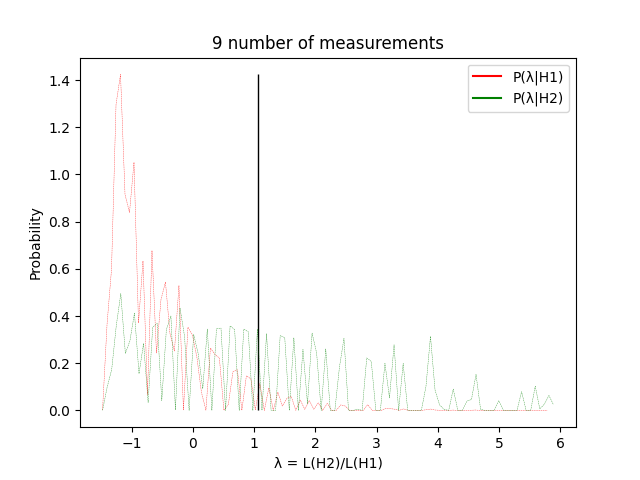 9 number of measurements
P(λ|H1)
P(λ|H2)
Probability
1.4
1.2
1.0
0.8
0.6
0.4
0.2
0.0
−1 0 1 2 3 4 5 6
λ = L(H2)/L(H1)